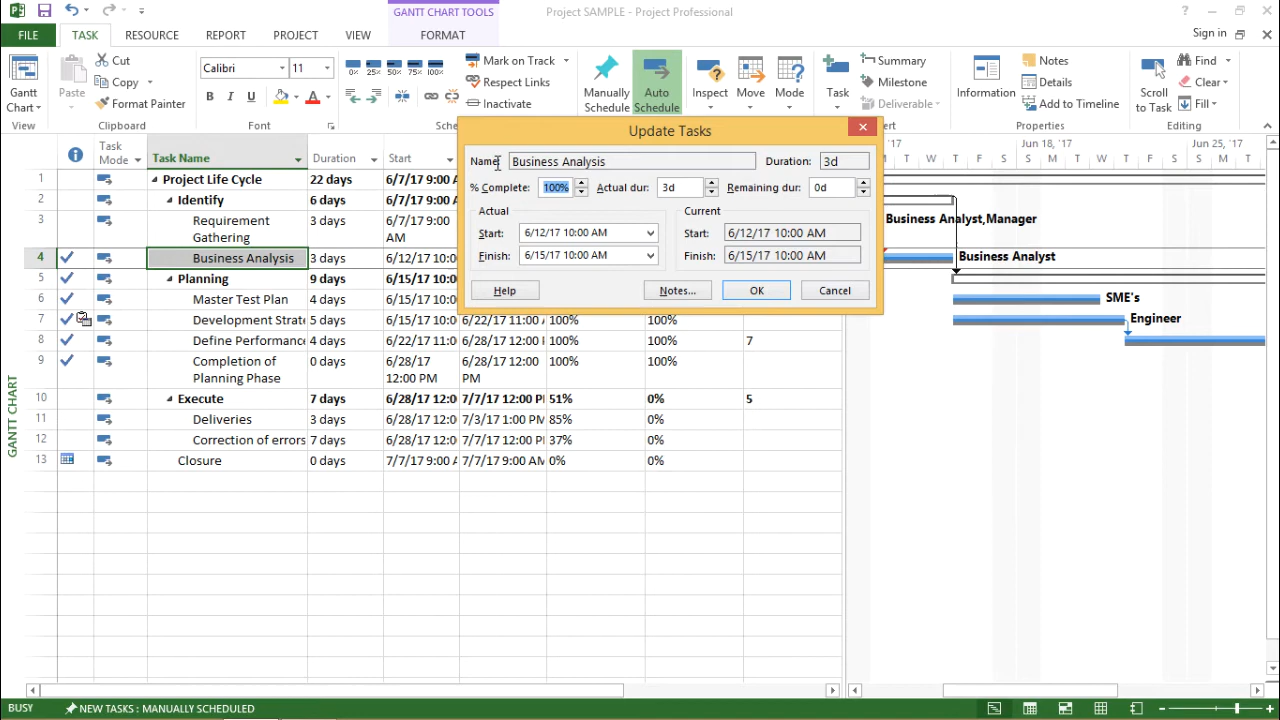 GANTT CHART TOOLS
Project SAMPLE - Project Professional
FILE TASK RESOURCE REPORT PROJECT VIEW FORMAT
Sign in
Gantt Chart
View
Paste
Cut
Copy
Format Painter
Clipboard
Calibri 11
B I U A
Font
0% 25% 50% 75% 100%
Mark on Track
Respect Links
Inactivate
Manually Schedule
Auto Schedule
Inspect
Move
Mode
Task
Summary
Milestone
Deliverable
Information
Notes
Details
Add to Timeline
Properties
Scroll to Task
Find
Clear
Fill
Editing
Update Tasks
Name: Business Analysis Duration: 3d
% Complete: 100% Actual dur: 3d Remaining dur: 0d
Actual Current
Start: 6/12/17 10:00 AM Start: 6/12/17 10:00 AM
Finish: 6/15/17 10:00 AM Finish: 6/15/17 10:00 AM
Help Notes... OK Cancel
Task Mode Task Name Duration Start
1 Project Life Cycle 22 days 6/7/17 9:00
2 Identify 6 days 6/7/17 9:00
3 Requirement Gathering 3 days 6/7/17 9:00 AM
4 Business Analysis 3 days 6/12/17 10:00
5 Planning 9 days 6/15/17 10:0
6 Master Test Plan 4 days 6/15/17 10:0
7 Development Strate 5 days 6/15/17 10:0 6/22/17 11:00 100% 100%
8 Define Performance 4 days 6/22/17 11:0 6/28/17 12:00 100% 100% 7
9 Completion of Planning Phase 0 days 6/28/17 12:00 PM 6/28/17 12:00 PM 100% 100%
10 Execute 7 days 6/28/17 12:0 7/7/17 12:00 P 51% 0% 5
11 Deliveries 3 days 6/28/17 12:0 7/3/17 1:00 PM 85% 0%
12 Correction of errors 7 days 6/28/17 12:0 7/7/17 12:00 P 37% 0%
13 Closure 0 days 7/7/17 9:00 A 7/7/17 9:00 AM 0% 0%
'17 Jun 18, '17 Jun 25, '17
T F S M W S T T F S M W S T
Business Analyst,Manager
Business Analyst
SME's
Engineer
GANTT CHART
BUSY NEW TASKS : MANUALLY SCHEDULED